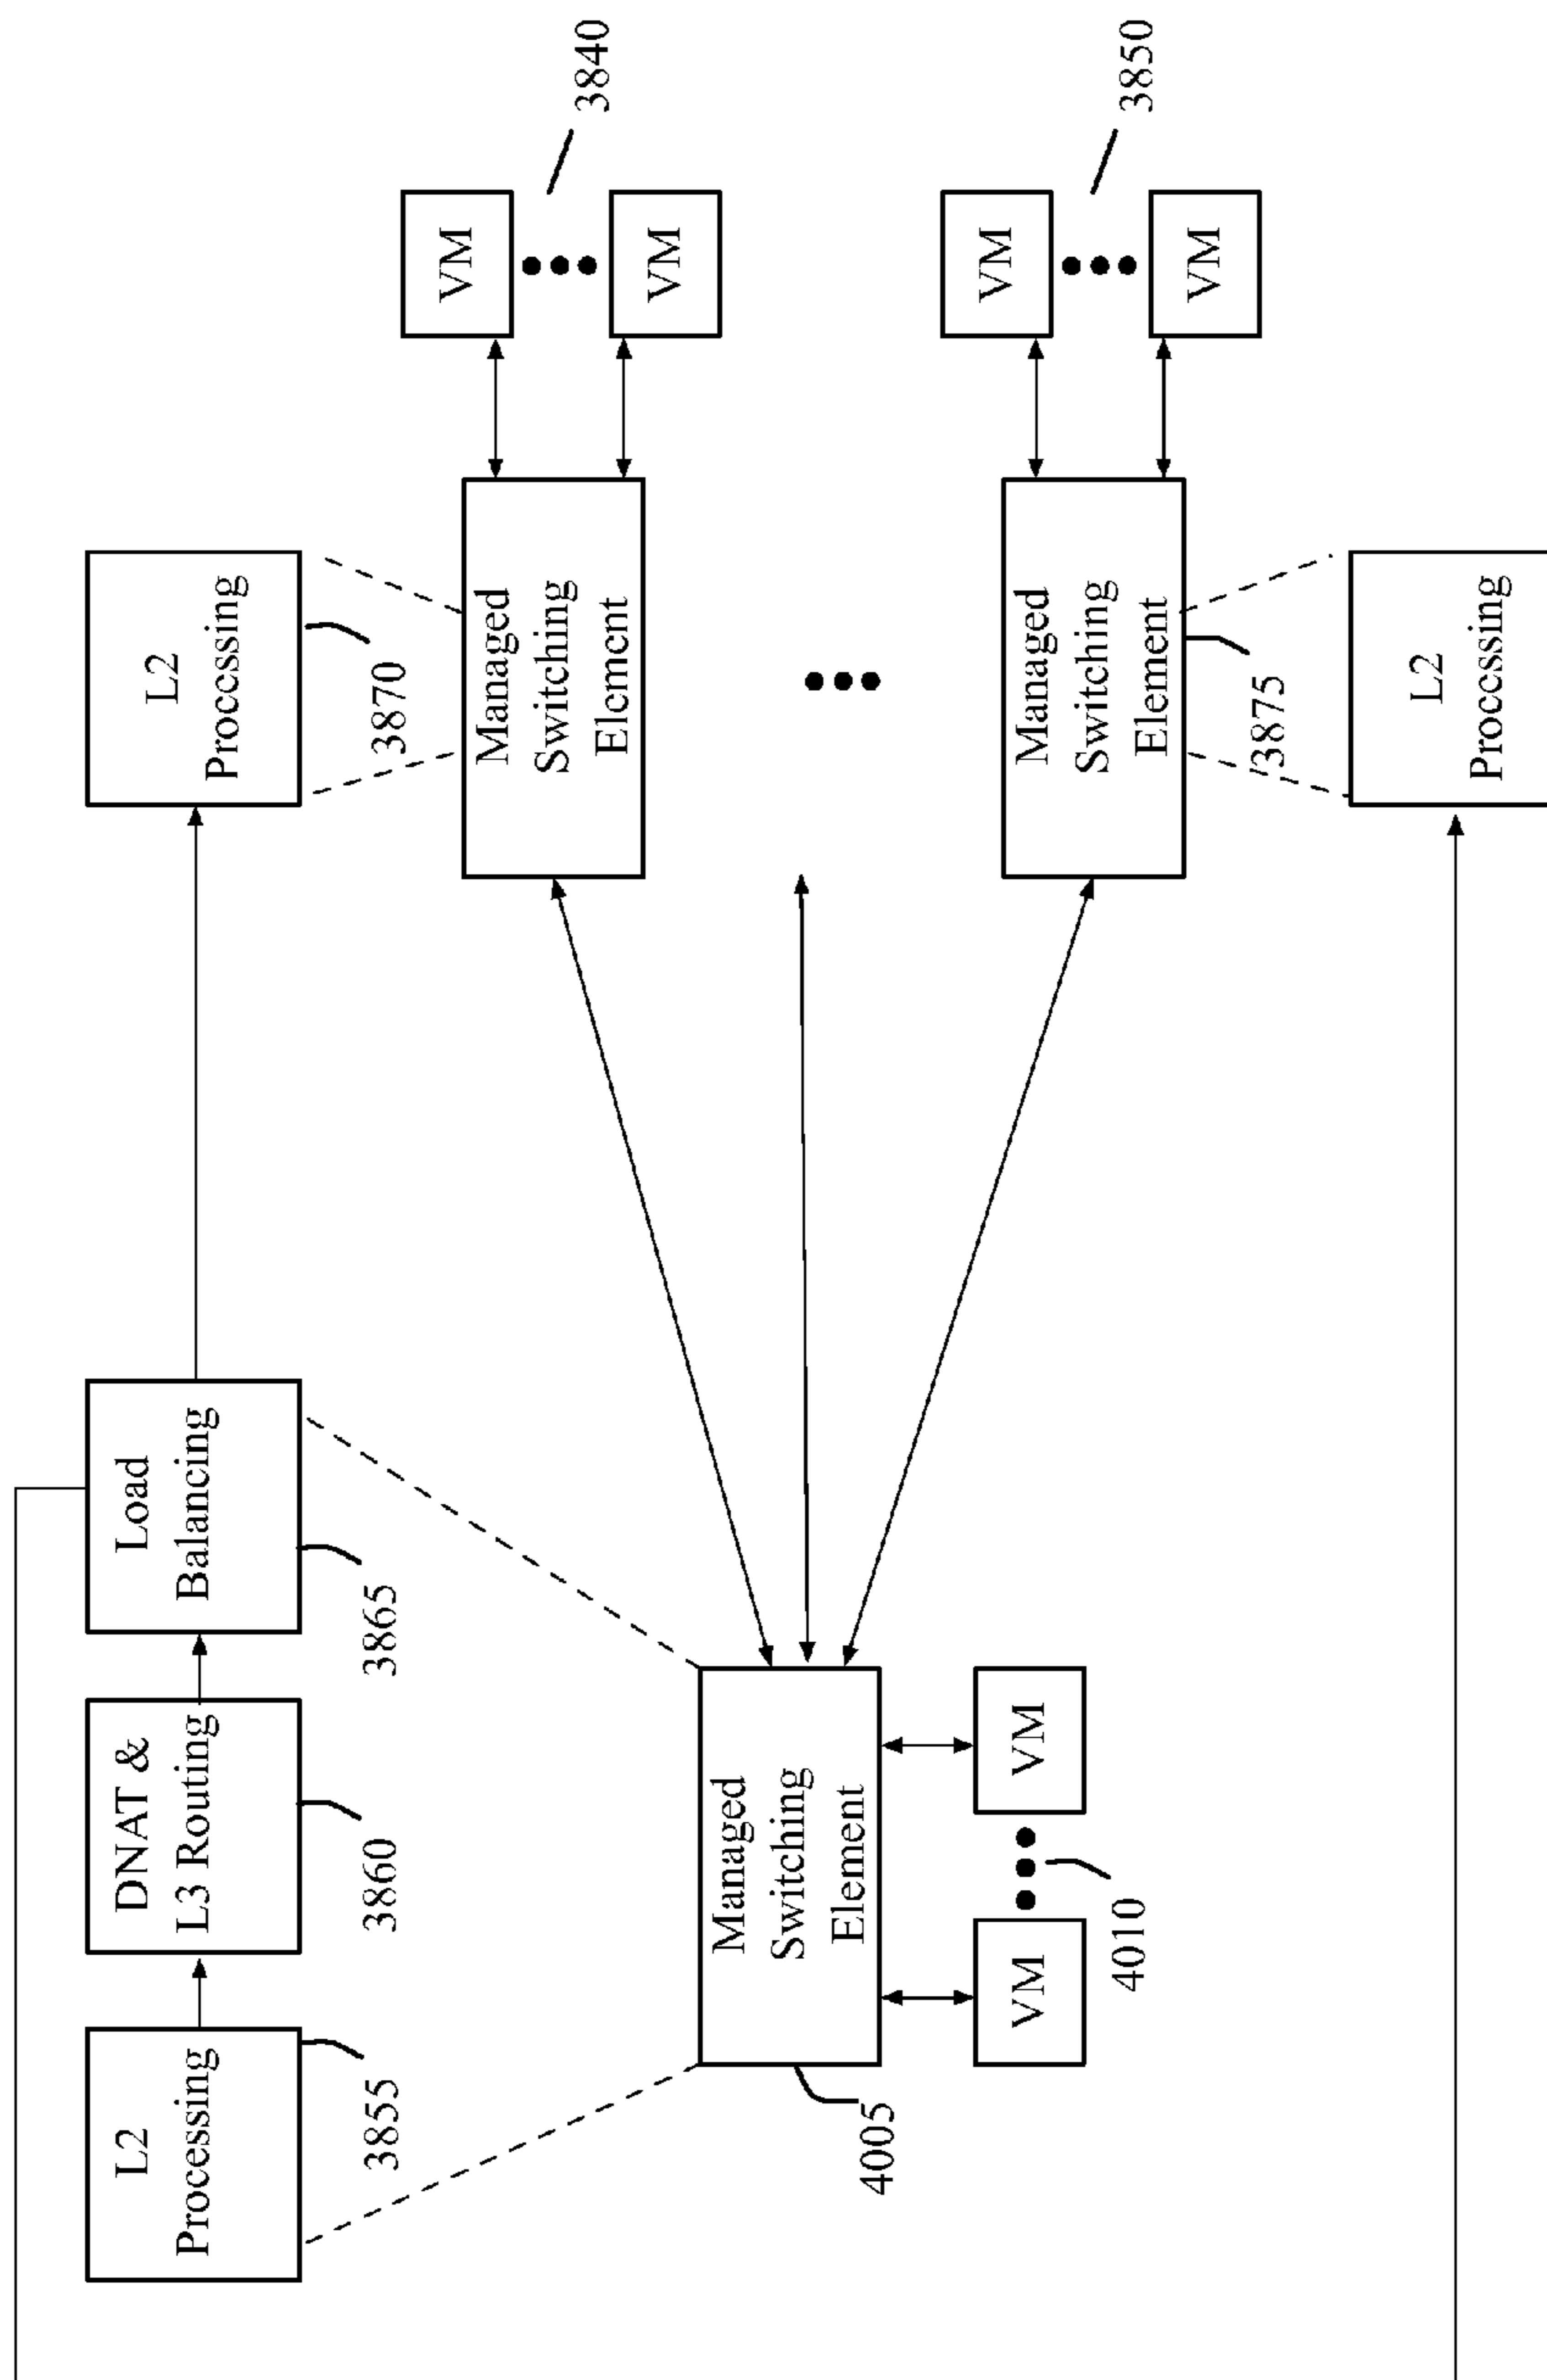 L2
Processing
DNAT &
L3 Routing
Load
Balancing
L2
Processing
3855
3860
3865
3870
Managed
Switching
Element
VM
VM
3840
Managed
Switching
Element
4005
VM
VM
4010
Managed
Switching
Element
3875
VM
VM
3850
L2
Processing